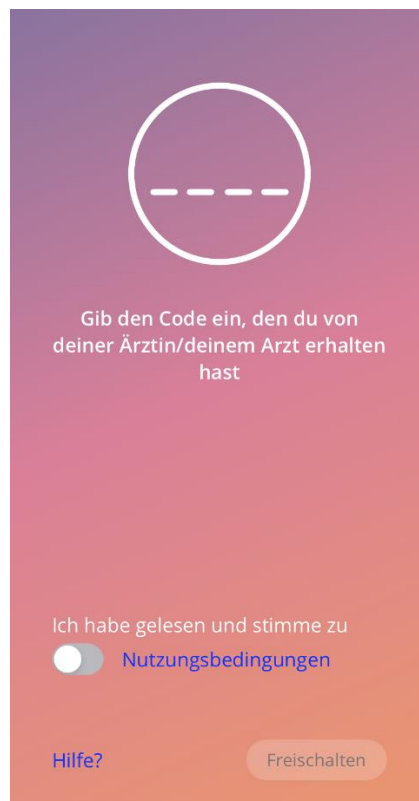 Gib den Code ein, den du von
deiner Ärztin/deinem Arzt erhalten
hast
Ich habe gelesen und stimme zu
Nutzungsbedingungen
Hilfe?
Freischalten